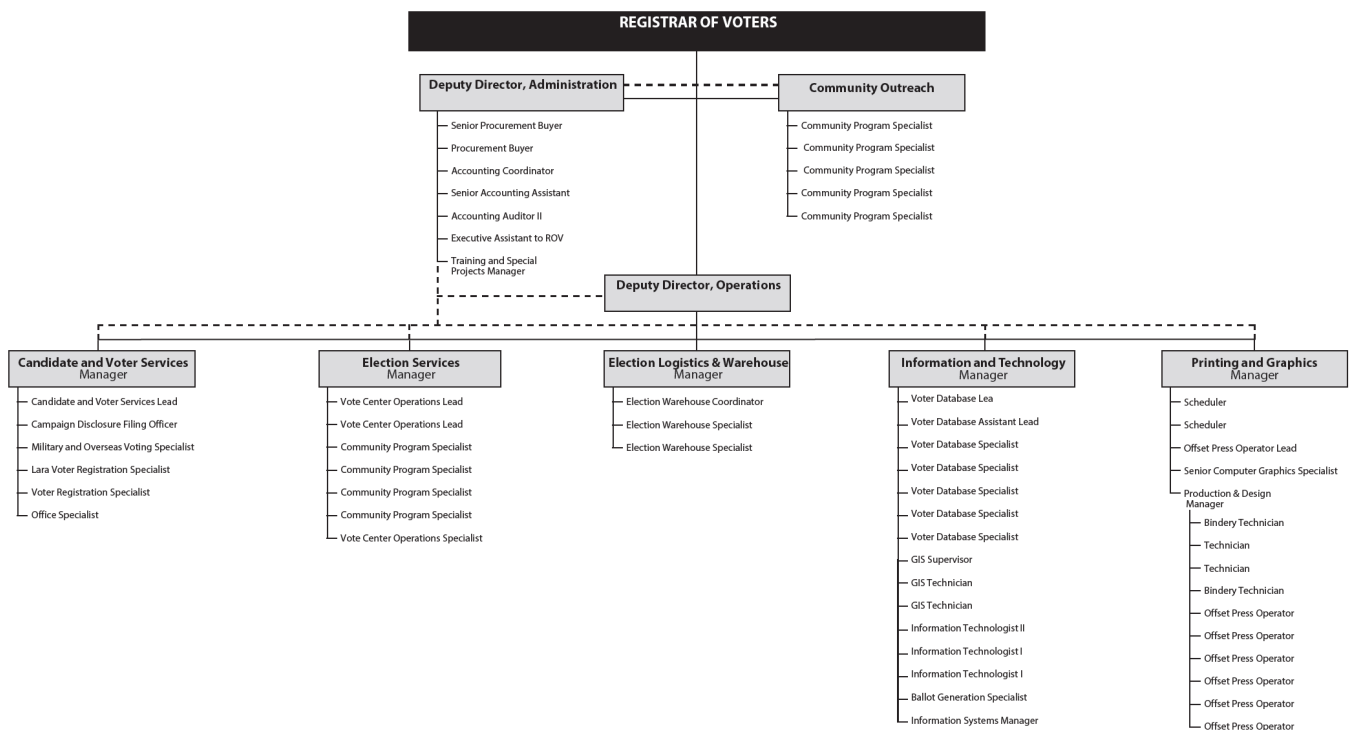 REGISTRAR OF VOTERS
Deputy Director, Administration
Senior Procurement Buyer
Procurement Buyer
Accounting Coordinator
Senior Accounting Assistant
Accounting Auditor II
Executive Assistant to ROV
Training and Special
Projects Manager
Community Outreach
Community Program Specialist
Community Program Specialist
Community Program Specialist
Community Program Specialist
Community Program Specialist
Deputy Director, Operations
Candidate and Voter Services
Manager
Candidate and Voter Services Lead
Campaign Disclosure Filing Officer
Military and Overseas Voting Specialist
Lara Voter Registration Specialist
Voter Registration Specialist
Office Specialist
Election Services
Manager
Vote Center Operations Lead
Vote Center Operations Lead
Community Program Specialist
Community Program Specialist
Community Program Specialist
Community Program Specialist
Vote Center Operations Specialist
Election Logistics & Warehouse
Manager
Election Warehouse Coordinator
Election Warehouse Specialist
Election Warehouse Specialist
Information and Technology
Manager
Voter Database Lea
Voter Database Assistant Lead
Voter Database Specialist
Voter Database Specialist
Voter Database Specialist
Voter Database Specialist
Voter Database Specialist
GIS Supervisor
GIS Technician
GIS Technician
Information Technologist II
Information Technologist I
Information Technologist I
Ballot Generation Specialist
Information Systems Manager
Printing and Graphics
Manager
Scheduler
Scheduler
Offset Press Operator Lead
Senior Computer Graphics Specialist
Production & Design
Manager
Bindery Technician
Technician
Technician
Bindery Technician
Offset Press Operator
Offset Press Operator
Offset Press Operator
Offset Press Operator
Offset Press Operator
Offset Press Operator